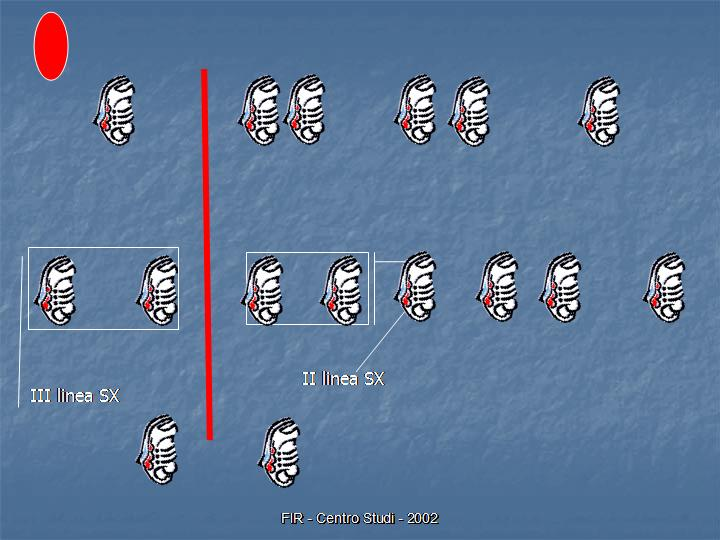 II linea SX
III linea SX
FIR - Centro Studi - 2002